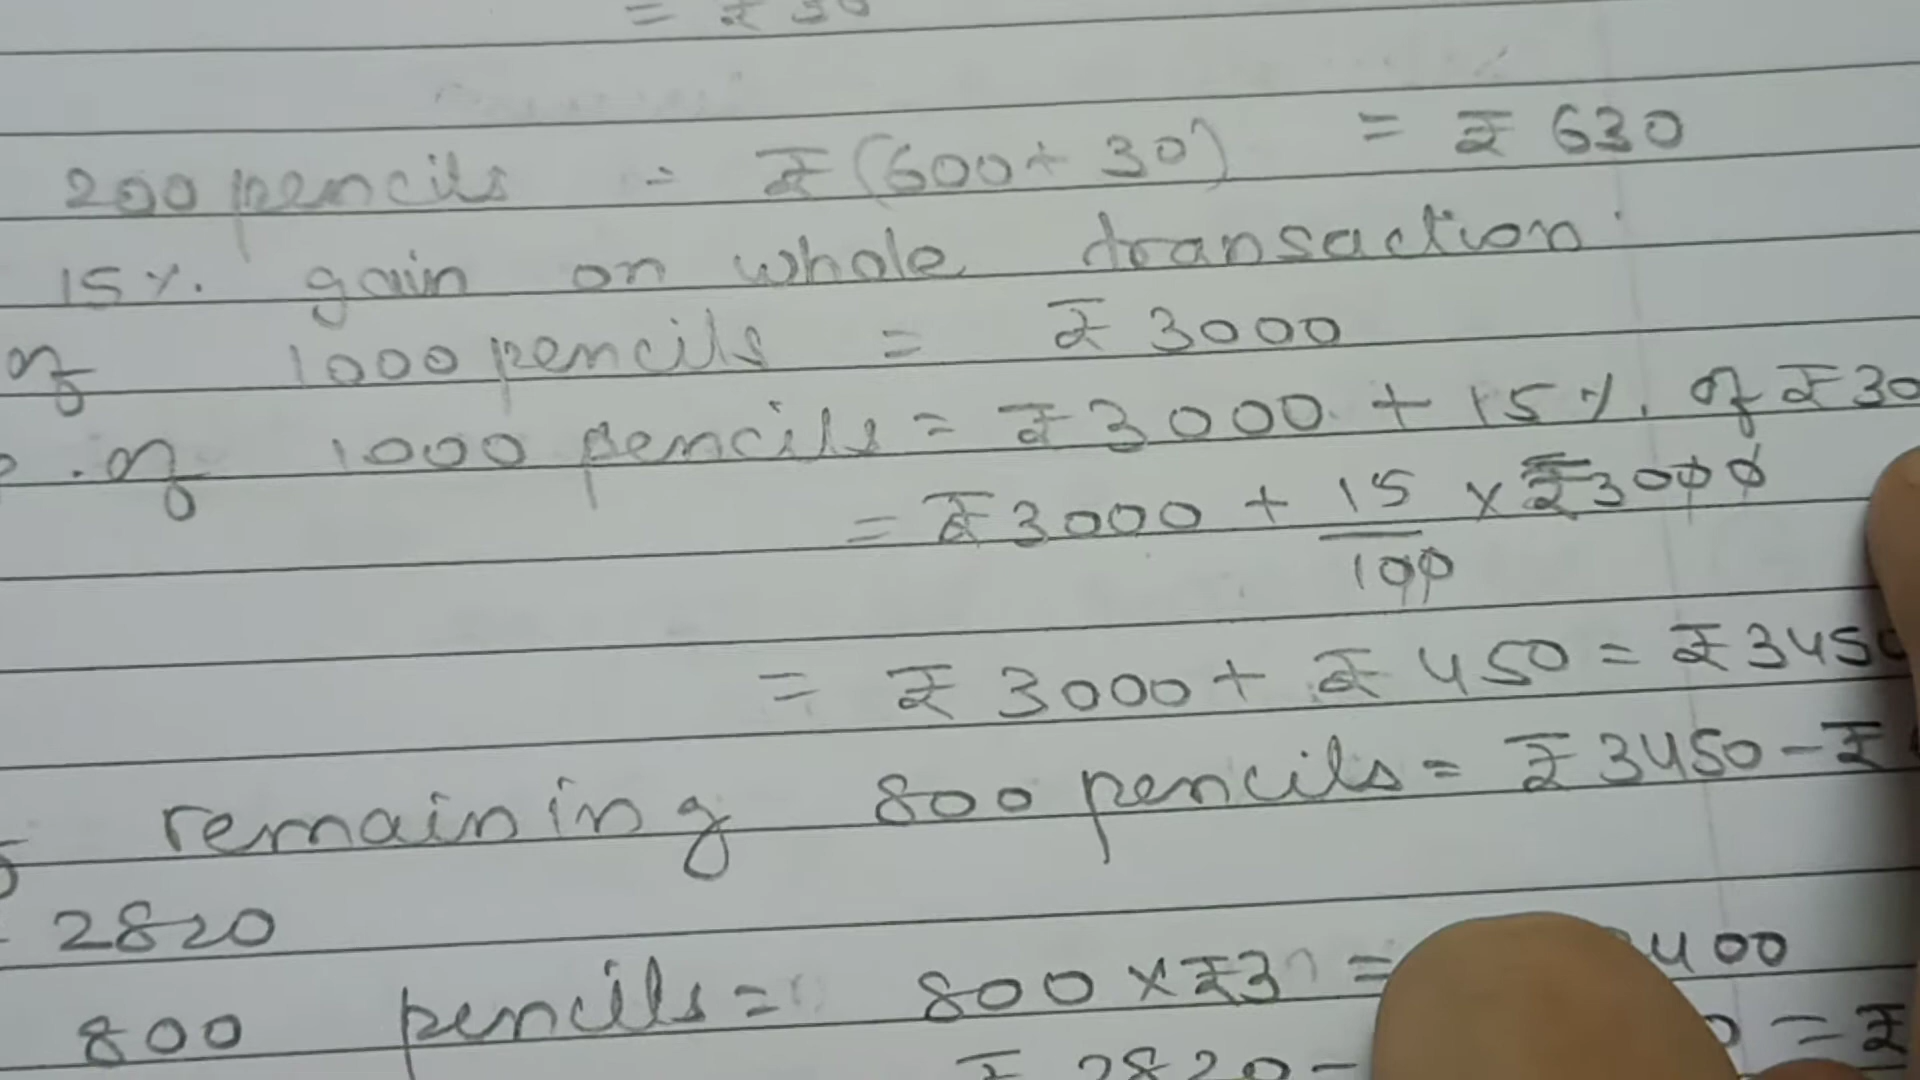 = ₹ 30
200 pencils = ₹ (600 + 30) = ₹ 630
15 %. gain on whole transaction
of 1000 pencils = ₹ 3000
. of 1000 pencils = ₹ 3000 + 15 %. of ₹ 30
= ₹ 3000 + 15/100 × ₹ 3000
= ₹ 3000 + ₹ 450 = ₹ 3450
remaining 800 pencils = ₹ 3450 - ₹
2820
800 pencils = 800 × ₹3 = 400
₹ 2820 - = ₹